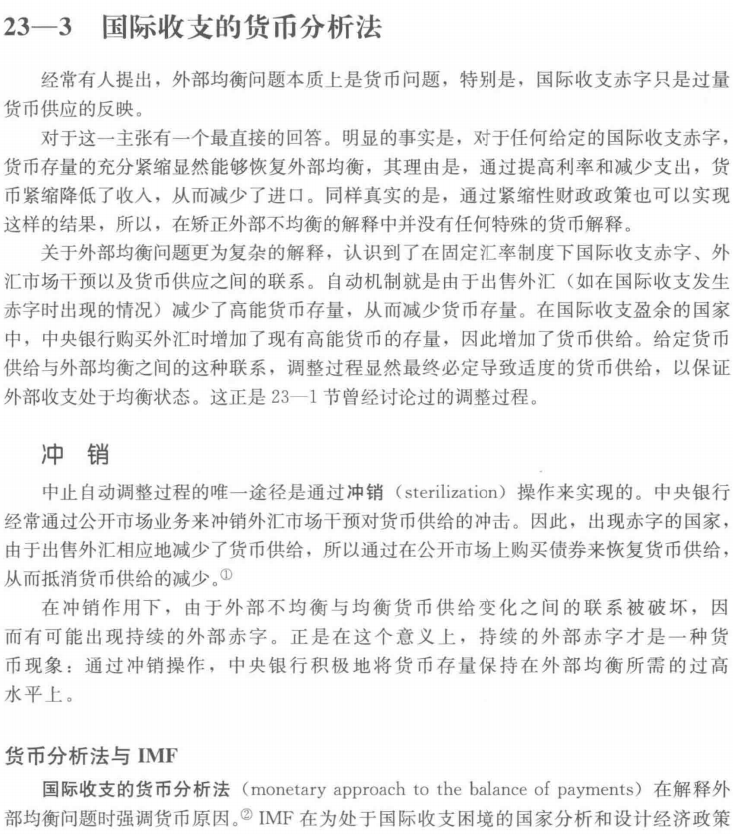 23—3 国际收支的货币分析法
经常有人提出，外部均衡问题本质上是货币问题，特别是，国际收支赤字只是过量
货币供应的反映。
对于这一主张有一个最直接的回答。明显的事实是，对于任何给定的国际收支赤字，
货币存量的充分紧缩显然能够恢复外部均衡，其理由是，通过提高利率和减少支出，货
币紧缩降低了收入，从而减少了进口。同样真实的是，通过紧缩性财政政策也可以实现
这样的结果，所以，在矫正外部不均衡的解释中并没有任何特殊的货币解释。
关于外部均衡问题更为复杂的解释，认识到了在固定汇率制度下国际收支赤字、外
汇市场干预以及货币供应之间的联系。自动机制就是由于出售外汇（如在国际收支发生
赤字时出现的情况）减少了高能货币存量，从而减少货币存量。在国际收支盈余的国家
中，中央银行购买外汇时增加了现有高能货币的存量，因此增加了货币供给。给定货币
供给与外部均衡之间的这种联系，调整过程显然最终必定导致适度的货币供给，以保证
外部收支处于均衡状态。这正是 23—1 节曾经讨论过的调整过程。
冲 销
中止自动调整过程的唯一途径是通过冲销（sterilization）操作来实现的。中央银行
经常通过公开市场业务来冲销外汇市场干预对货币供给的冲击。因此，出现赤字的国家，
由于出售外汇相应地减少了货币供给，所以通过在公开市场上购买债券来恢复货币供给，
从而抵消货币供给的减少。①
在冲销作用下，由于外部不均衡与均衡货币供给变化之间的联系被破坏，因
而有可能出现持续的外部赤字。正是在这个意义上，持续的外部赤字才是一种货
币现象：通过冲销操作，中央银行积极地将货币存量保持在外部均衡所需的过高
水平上。
货币分析法与 IMF
国际收支的货币分析法（monetary approach to the balance of payments）在解释外
部均衡问题时强调货币原因。② IMF 在为处于国际收支困境的国家分析和设计经济政策